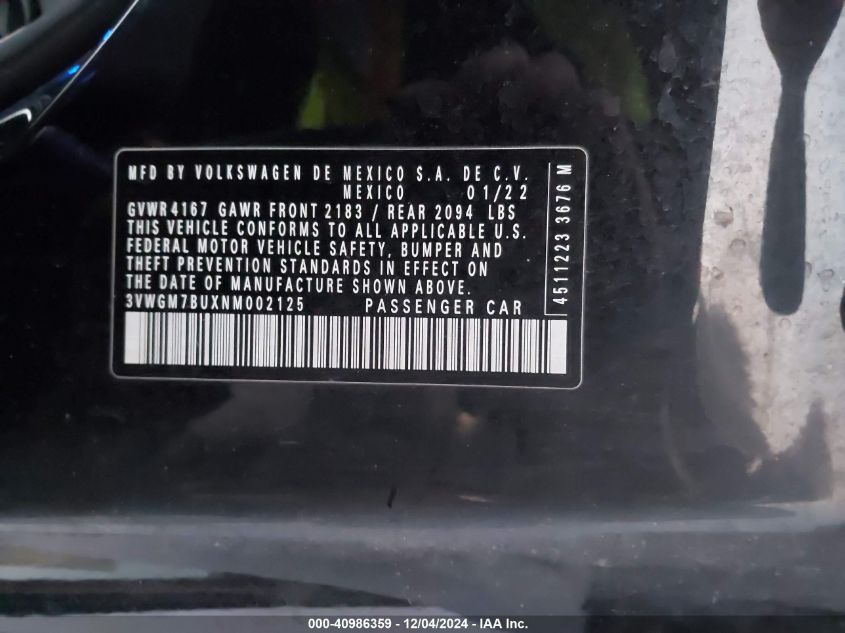 MFD BY VOLKSWAGEN DE MEXICO S.A. DE C.V.
MEXICO 01/22
GVWR 4167 GAWR FRONT 2183 / REAR 2094 LBS
THIS VEHICLE CONFORMS TO ALL APPLICABLE U.S.
FEDERAL MOTOR VEHICLE SAFETY, BUMPER AND
THEFT PREVENTION STANDARDS IN EFFECT ON
THE DATE OF MANUFACTURE SHOWN ABOVE.
3VWGM7BUXNM002125 PASSENGER CAR
4511223 3676 M
000-40986359 - 12/04/2024 - IAA Inc.